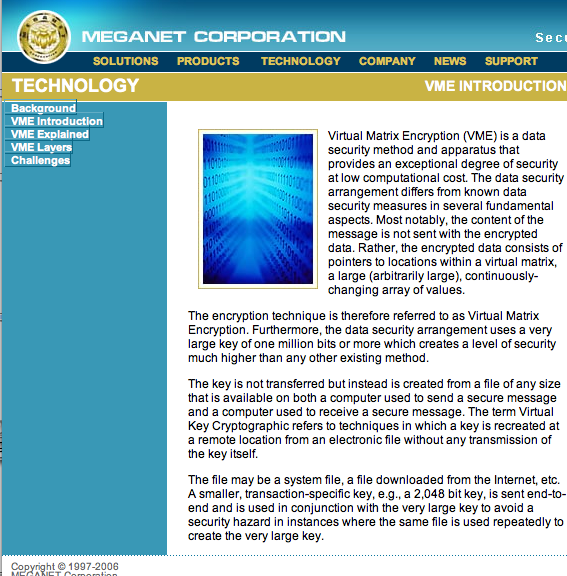 MEGANET CORPORATION
Secu
SOLUTIONS PRODUCTS TECHNOLOGY COMPANY NEWS SUPPORT
TECHNOLOGY
VME INTRODUCTION
Background
VME Introduction
VME Explained
VME Layers
Challenges
Virtual Matrix Encryption (VME) is a data
security method and apparatus that
provides an exceptional degree of security
at low computational cost. The data security
arrangement differs from known data
security measures in several fundamental
aspects. Most notably, the content of the
message is not sent with the encrypted
data. Rather, the encrypted data consists of
pointers to locations within a virtual matrix,
a large (arbitrarily large), continuously-
changing array of values.
The encryption technique is therefore referred to as Virtual Matrix
Encryption. Furthermore, the data security arrangement uses a very
large key of one million bits or more which creates a level of security
much higher than any other existing method.
The key is not transferred but instead is created from a file of any size
that is available on both a computer used to send a secure message
and a computer used to receive a secure message. The term Virtual
Key Cryptographic refers to techniques in which a key is recreated at
a remote location from an electronic file without any transmission of
the key itself.
The file may be a system file, a file downloaded from the Internet, etc.
A smaller, transaction-specific key, e.g., a 2,048 bit key, is sent end-to-
end and is used in conjunction with the very large key to avoid a
security hazard in instances where the same file is used repeatedly to
create the very large key.
Copyright © 1997-2006
MEGANET Corporation